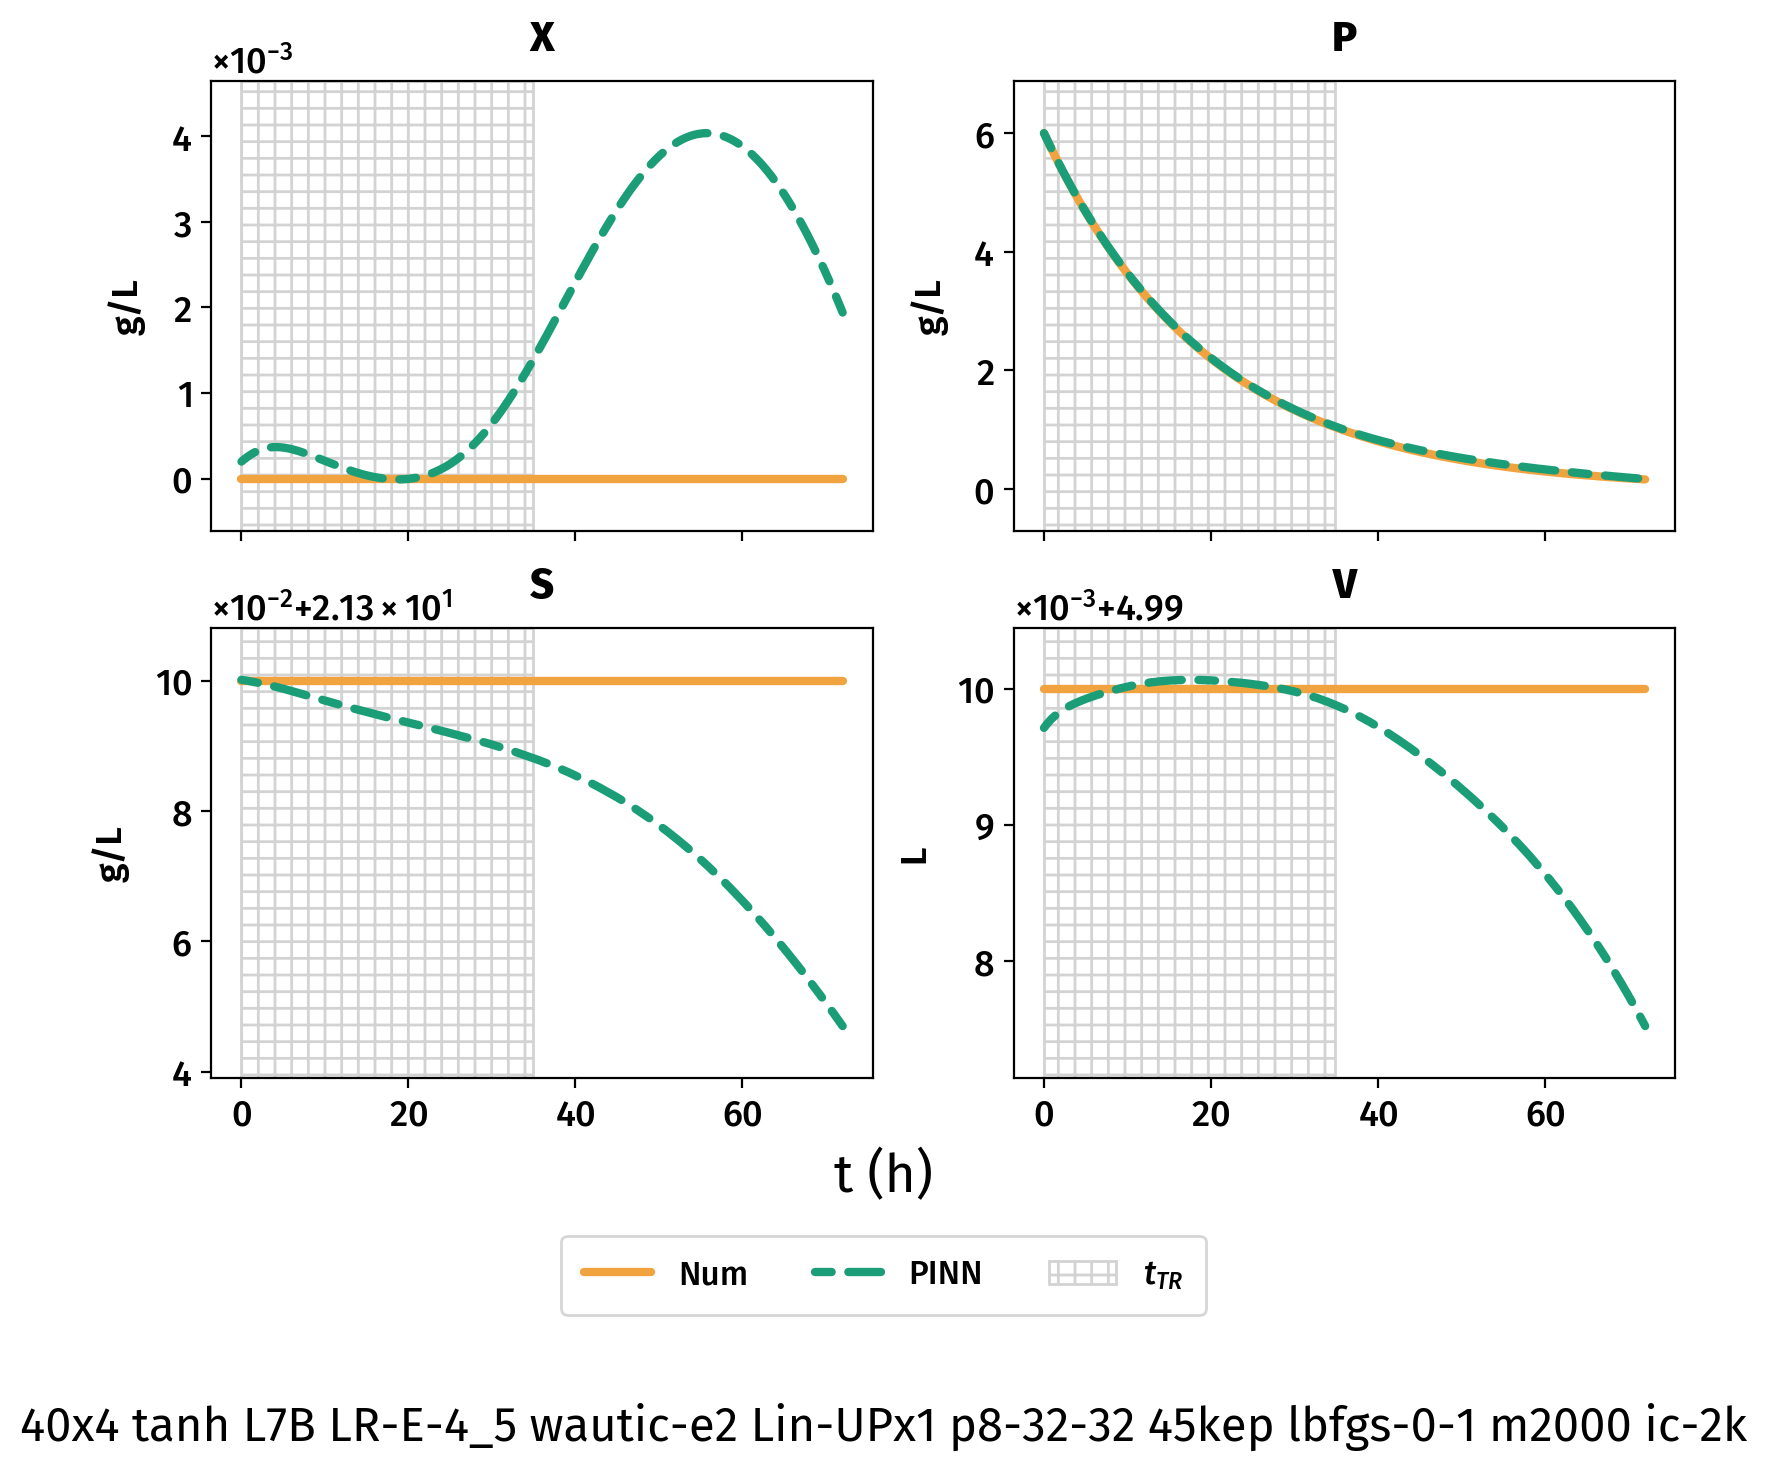 X
×10⁻³
4
3
2
1
0
g/L
P
6
4
2
0
g/L
S
×10⁻²+2.13 × 10¹
10
8
6
4
g/L
0 20 40 60
V
×10⁻³+4.99
10
9
8
L
0 20 40 60
t (h)
Num PINN t_TR
40x4 tanh L7B LR-E-4_5 wautic-e2 Lin-UPx1 p8-32-32 45kep lbfgs-0-1 m2000 ic-2k